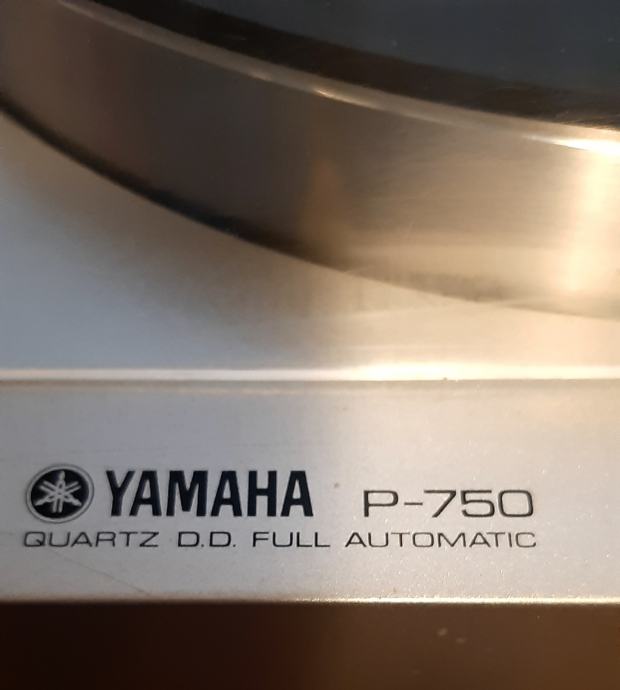 YAMAHA P-750
QUARTZ D.D. FULL AUTOMATIC